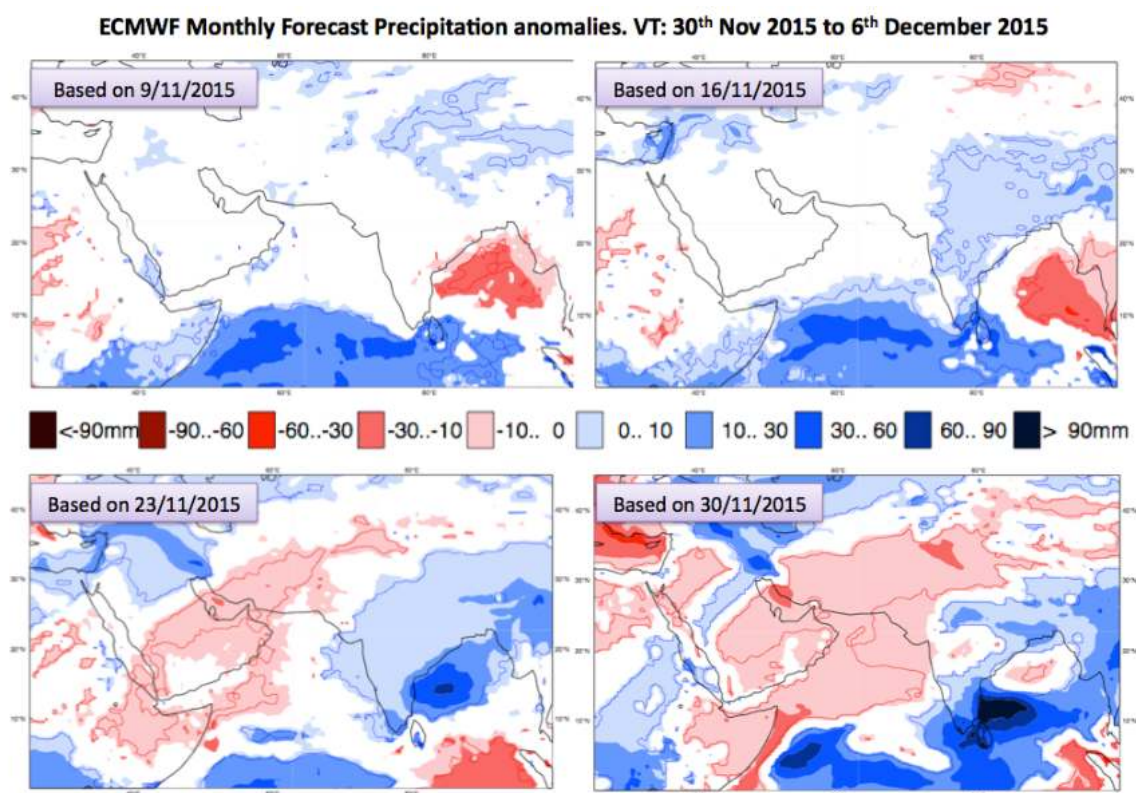 ECMWF Monthly Forecast Precipitation anomalies. VT: 30th Nov 2015 to 6th December 2015
Based on 9/11/2015
Based on 16/11/2015
<-90mm -90.. -60 -60.. -30 -30.. -10 -10.. 0 0.. 10 10.. 30 30.. 60 60.. 90 > 90mm
Based on 23/11/2015
Based on 30/11/2015